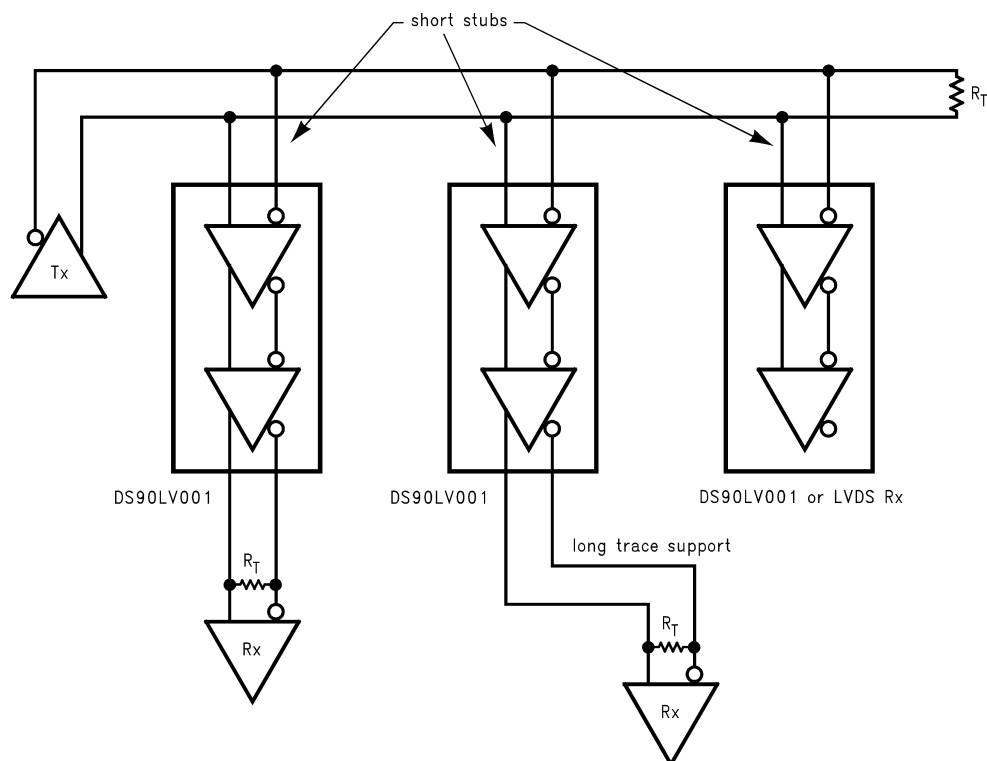 short stubs
R_T
Tx
DS90LV001
DS90LV001
DS90LV001 or LVDS Rx
long trace support
R_T
Rx
R_T
Rx